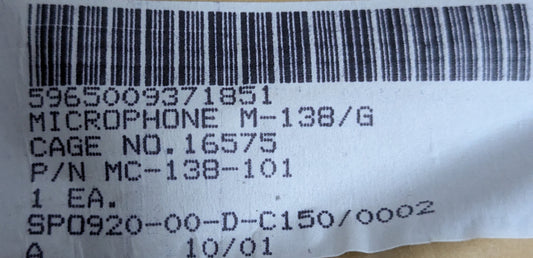 5965009371851
MICROPHONE M-138/G
CAGE NO.16575
P/N MC-138-101
1 EA.
SP0920-00-D-C150/0002
A 10/01